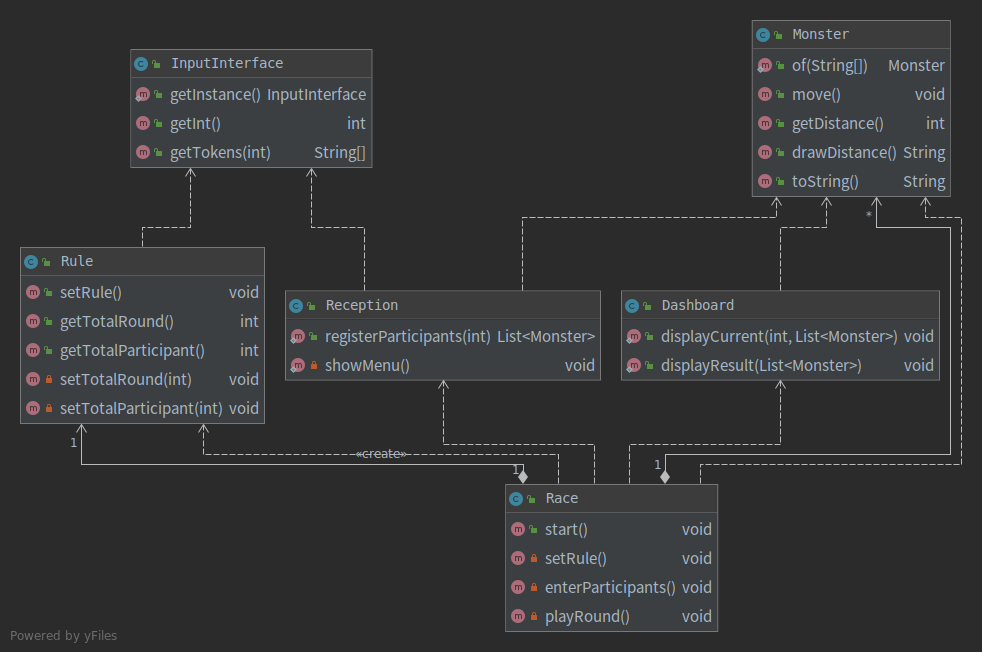 InputInterface
getInstance() InputInterface
getInt() int
getTokens(int) String[]
Monster
of(String[]) Monster
move() void
getDistance() int
drawDistance() String
toString() String
*
Rule
setRule() void
getTotalRound() int
getTotalParticipant() int
setTotalRound(int) void
setTotalParticipant(int) void
Reception
registerParticipants(int) List<Monster>
showMenu() void
Dashboard
displayCurrent(int, List<Monster>) void
displayResult(List<Monster>) void
1
«create»
1
1
Race
start() void
setRule() void
enterParticipants() void
playRound() void
Powered by yFiles